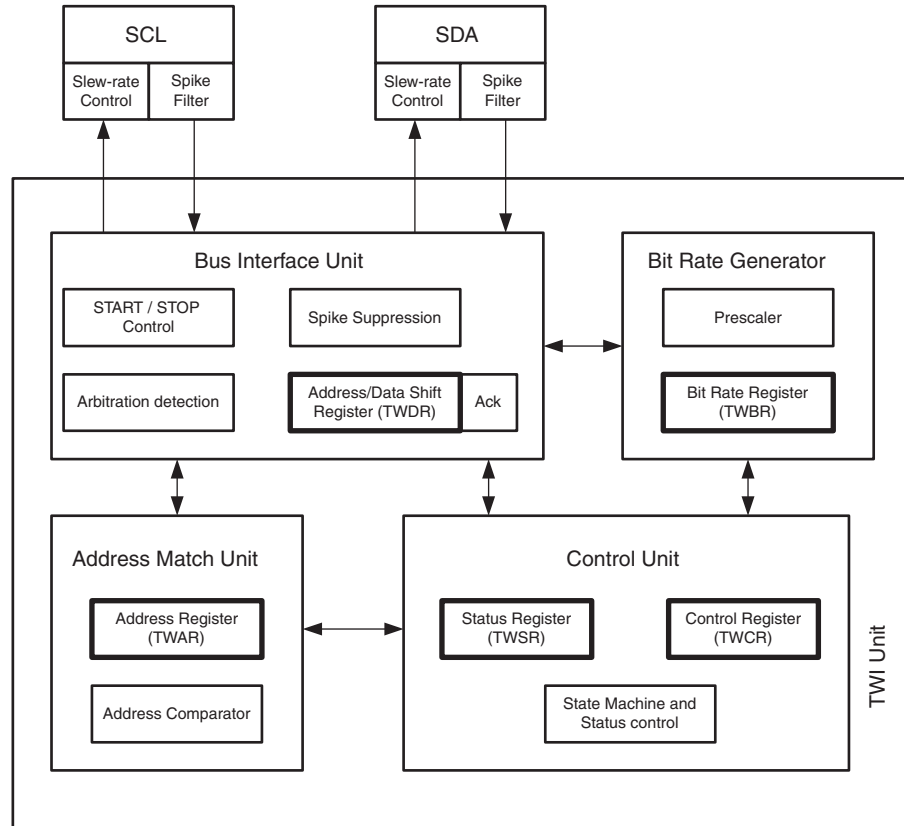 SCL
Slew-rate
Control
Spike
Filter
SDA
Slew-rate
Control
Spike
Filter
Bus Interface Unit
START / STOP
Control
Spike Suppression
Arbitration detection
Address/Data Shift
Register (TWDR)
Ack
Bit Rate Generator
Prescaler
Bit Rate Register
(TWBR)
Address Match Unit
Address Register
(TWAR)
Address Comparator
Control Unit
Status Register
(TWSR)
Control Register
(TWCR)
State Machine and
Status control
TWI Unit